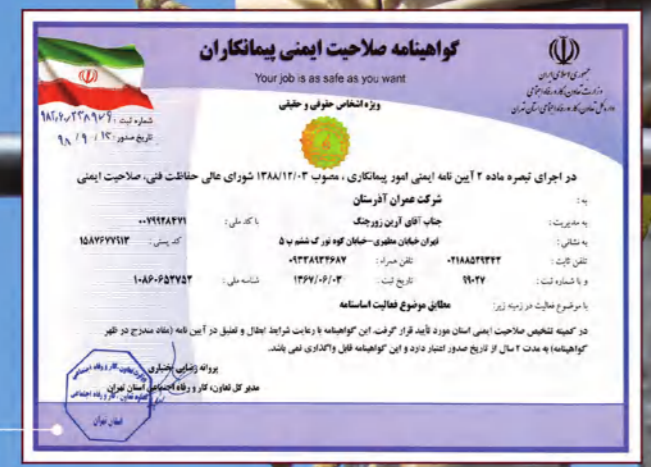 گواهینامه صلاحیت ایمنی پیمانکاران
Your job is as safe as you want
ویژه اشخاص حقوقی و حقیقی
جمهوری اسلامی ایران
وزارت تعاون، کار و رفاه اجتماعی
اداره کل تعاون، کار و رفاه اجتماعی استان تهران
شماره ثبت :
تاریخ صدور: ۹۸ / ۹ / ۱۲
در اجرای تبصره ماده ۲ آیین نامه ایمنی امور پیمانکاری ، مصوب ۱۳۸۸/۱۲/۰۳ شورای عالی حفاظت فنی، صلاحیت ایمنی
به : شرکت عمران آذرستان
به مدیریت : جناب آقای آرین زورچنگ با کد ملی : ۰۰۷۹۹۲۸۴۷۱
به نشانی : تهران خیابان مطهری-خیابان کوه نور ک ششم پ ۵ کد پستی : ۱۵۸۷۶۷۷۹۱۳
تلفن ثابت : ۰۲۱۸۸۵۲۹۳۴۲ تلفن همراه : ۰۹۳۳۸۹۳۲۶۸۷
و با شماره ثبت : ۹۹۰۲۷ تاریخ ثبت : ۱۳۶۷/۰۶/۰۳ شناسه ملی : ۱۰۸۶۰۶۵۲۷۵۲
با موضوع فعالیت در زمینه زیر: مطابق موضوع فعالیت اساسنامه
در کمیته تشخیص صلاحیت ایمنی استان مورد تأیید قرار گرفت. این گواهینامه با رعایت شرایط ابطال و تعلیق در آیین نامه (مفاد مندرج در ظهر
گواهینامه) به مدت ۲ سال از تاریخ صدور اعتبار دارد و این گواهینامه قابل واگذاری نمی باشد.
پروانه رضایی بختیاری
مدیر کل تعاون، کار و رفاه اجتماعی استان تهران
استان تهران